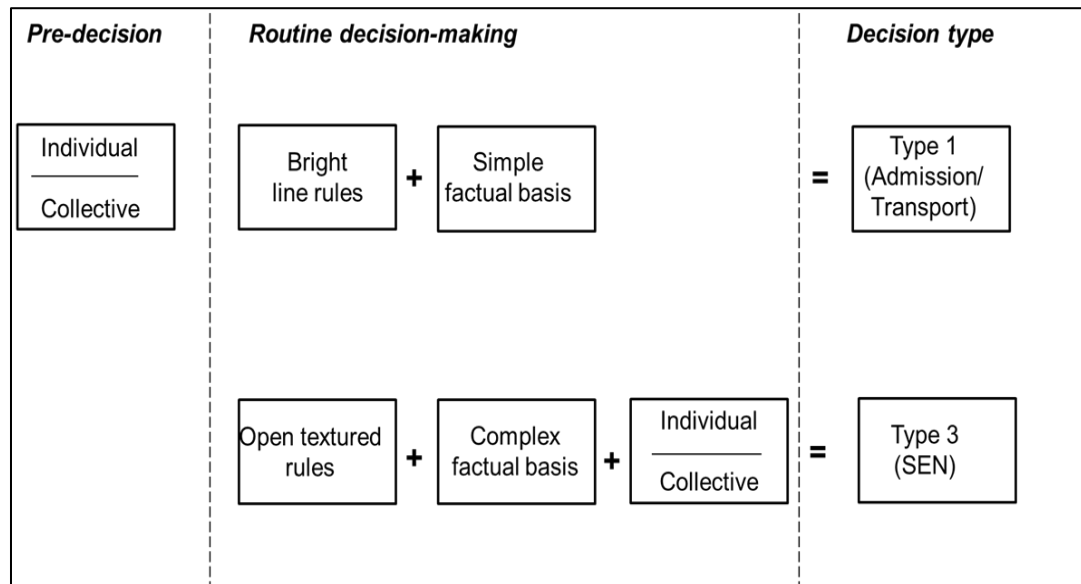 Pre-decision
Routine decision-making
Decision type
Individual
Collective
Bright
line rules
+
Simple
factual basis
=
Type 1
(Admission/
Transport)
Open textured
rules
+
Complex
factual basis
+
Individual
Collective
=
Type 3
(SEN)